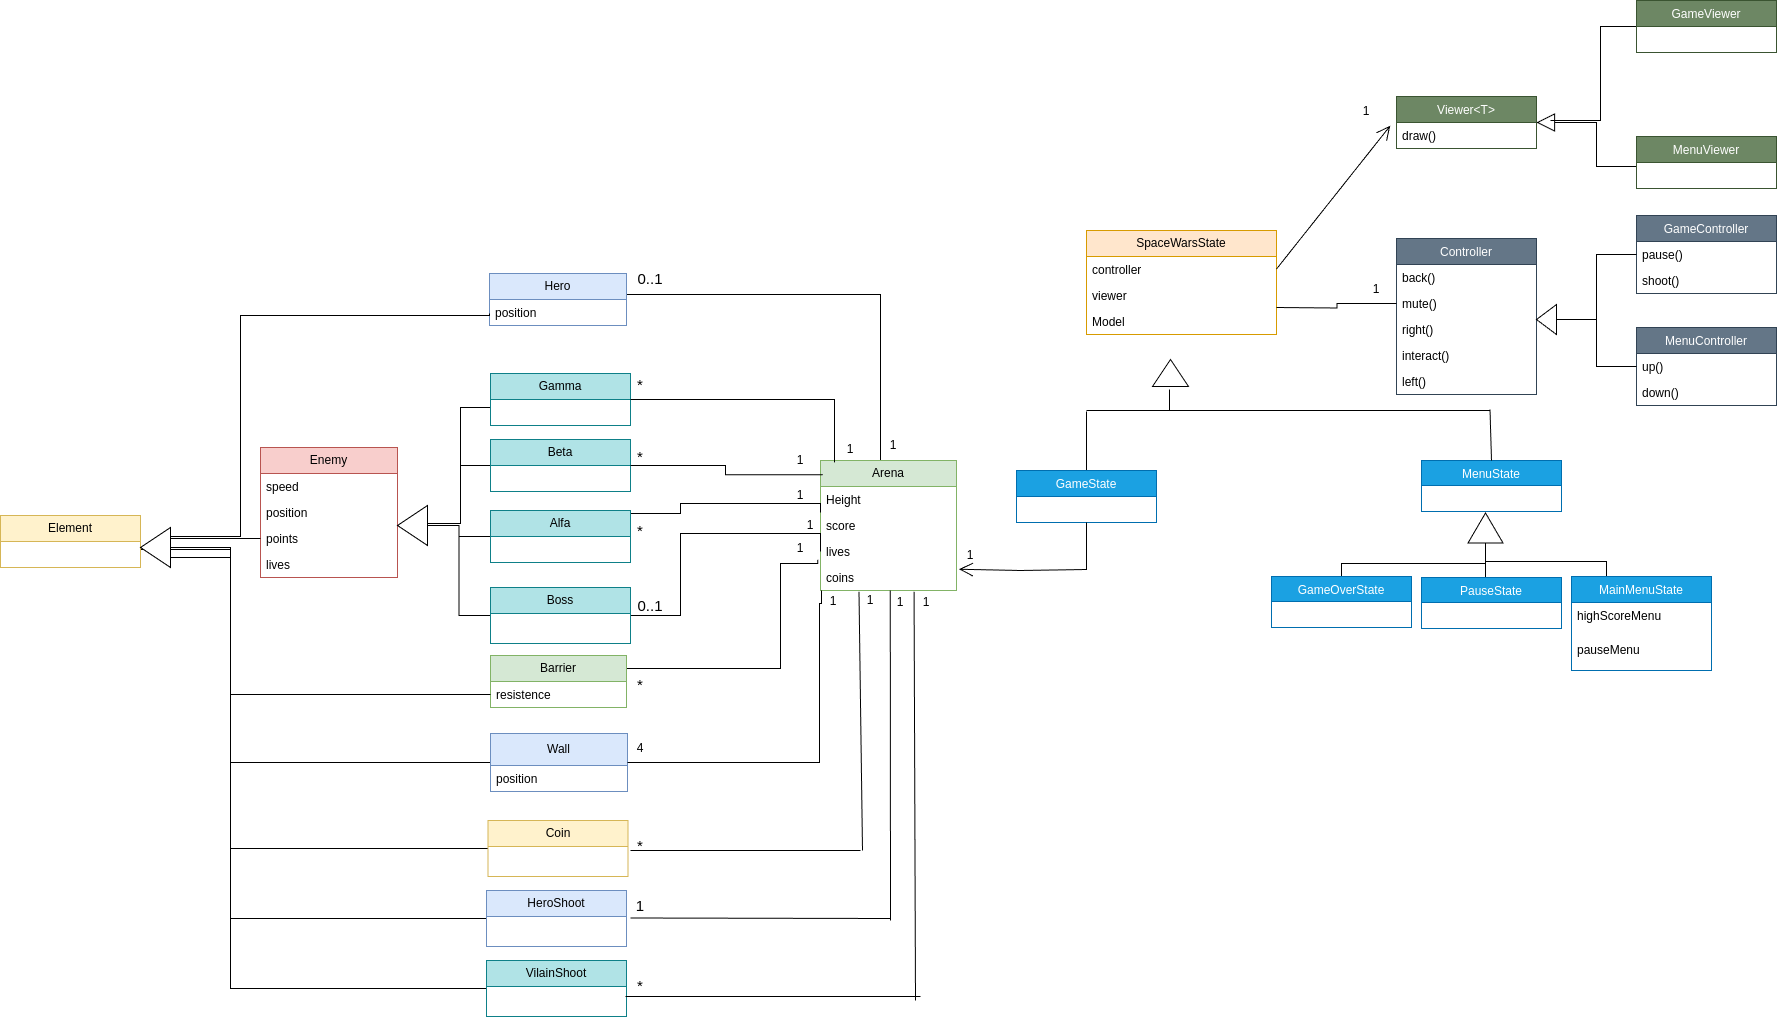 GameViewer
Viewer<T>
draw()
1
MenuViewer
GameController
pause()
shoot()
SpaceWarsState
controller
viewer
Model
Controller
back()
mute()
right()
interact()
left()
1
MenuController
up()
down()
Hero
position
0..1
Gamma
*
Beta
*
Alfa
*
Boss
0..1
Enemy
speed
position
points
lives
Element
Barrier
resistence
*
Wall
position
4
Coin
*
HeroShoot
1
VilainShoot
*
1
1
1
1
1
1
Arena
Height
score
lives
coins
1
1
1
1
1
GameState
MenuState
GameOverState
PauseState
MainMenuState
highScoreMenu
pauseMenu